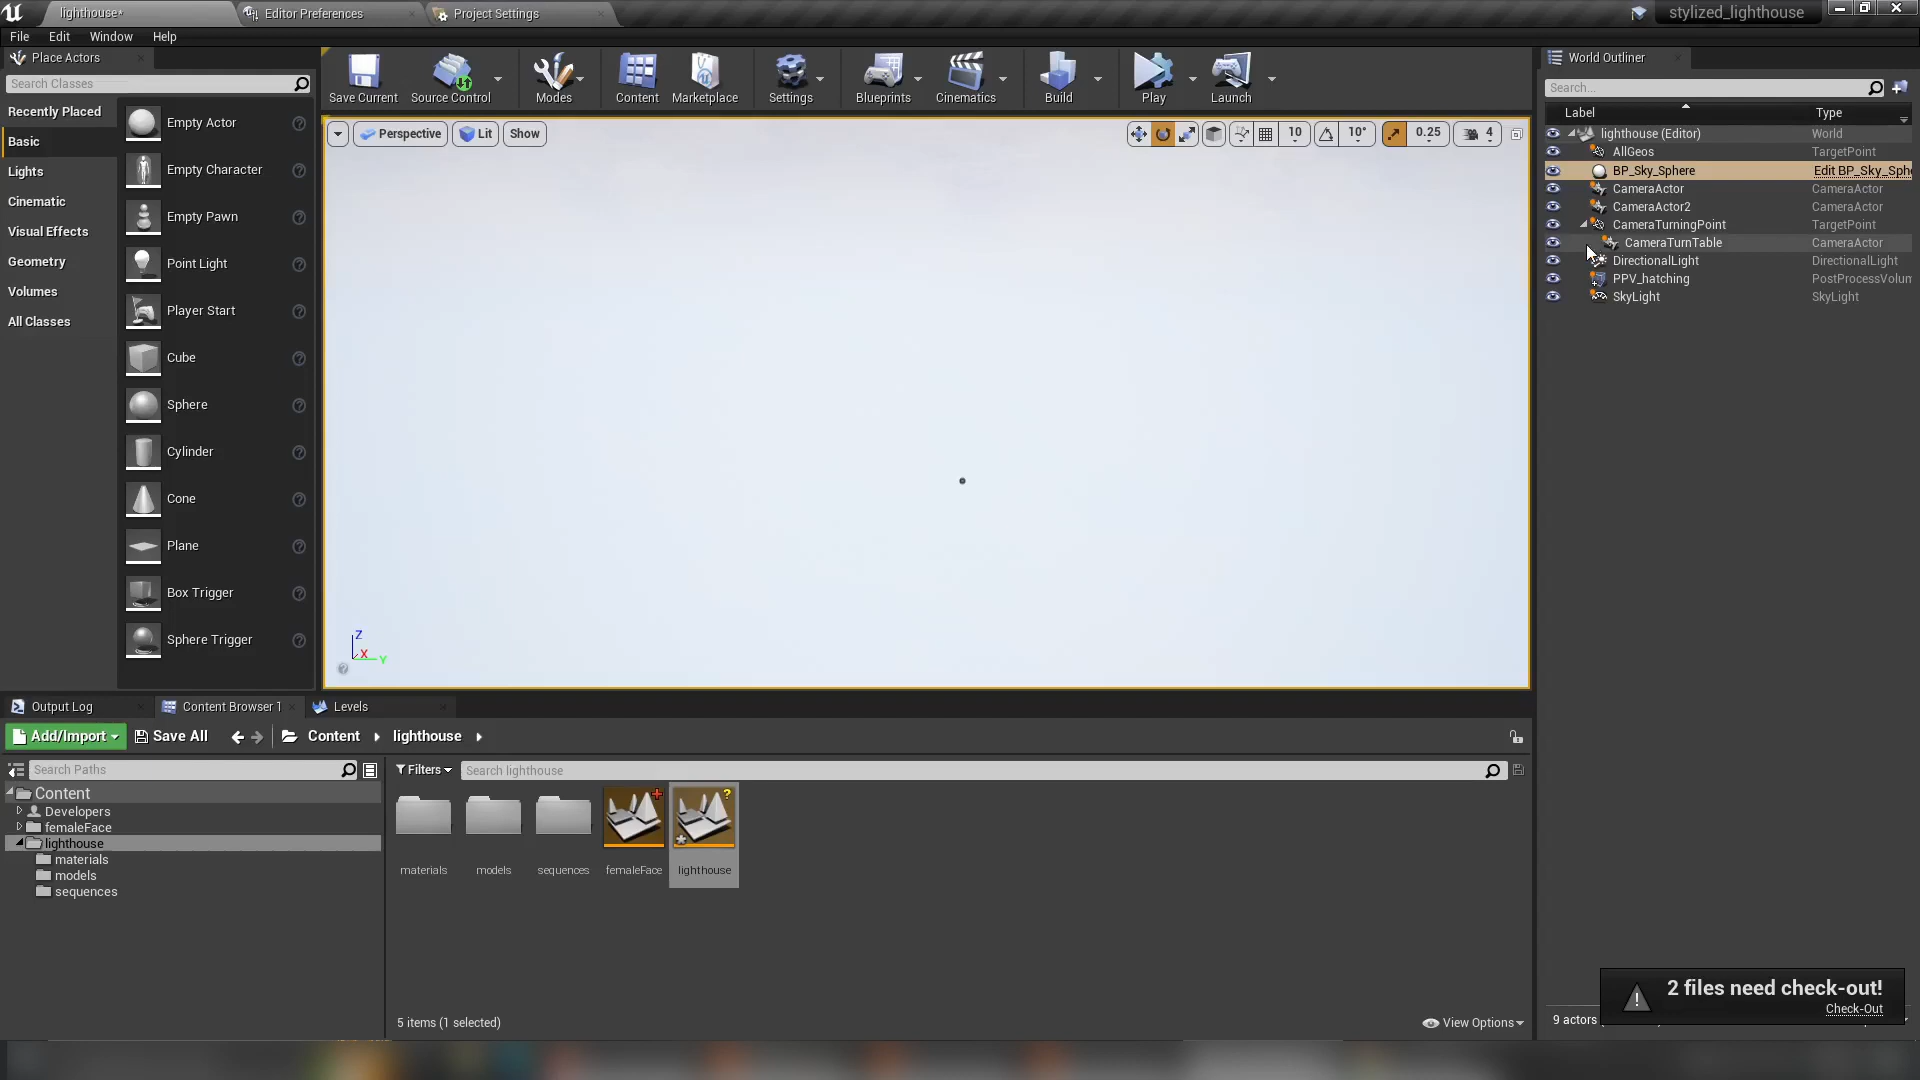 lighthouse*
Editor Preferences
Project Settings
stylized_lighthouse
File
Edit
Window
Help
Place Actors
Search Classes
Recently Placed
Basic
Lights
Cinematic
Visual Effects
Geometry
Volumes
All Classes
Empty Actor
Empty Character
Empty Pawn
Point Light
Player Start
Cube
Sphere
Cylinder
Cone
Plane
Box Trigger
Sphere Trigger
Save Current
Source Control
Modes
Content
Marketplace
Settings
Blueprints
Cinematics
Build
Play
Launch
Perspective
Lit
Show
10
10°
0.25
4
Z
X
Y
World Outliner
Search...
Label
Type
lighthouse (Editor)
World
AllGeos
TargetPoint
BP_Sky_Sphere
Edit BP_Sky_Sph
CameraActor
CameraActor
CameraActor2
CameraActor
CameraTurningPoint
TargetPoint
CameraTurnTable
CameraActor
DirectionalLight
DirectionalLight
PPV_hatching
PostProcessVolum
SkyLight
SkyLight
Output Log
Content Browser 1
Levels
Add/Import
Save All
Content
lighthouse
Search Paths
Filters
Search lighthouse
Content
Developers
femaleFace
lighthouse
materials
models
sequences
materials
models
sequences
femaleFace
lighthouse
5 items (1 selected)
View Options
9 actors
2 files need check-out!
Check-Out